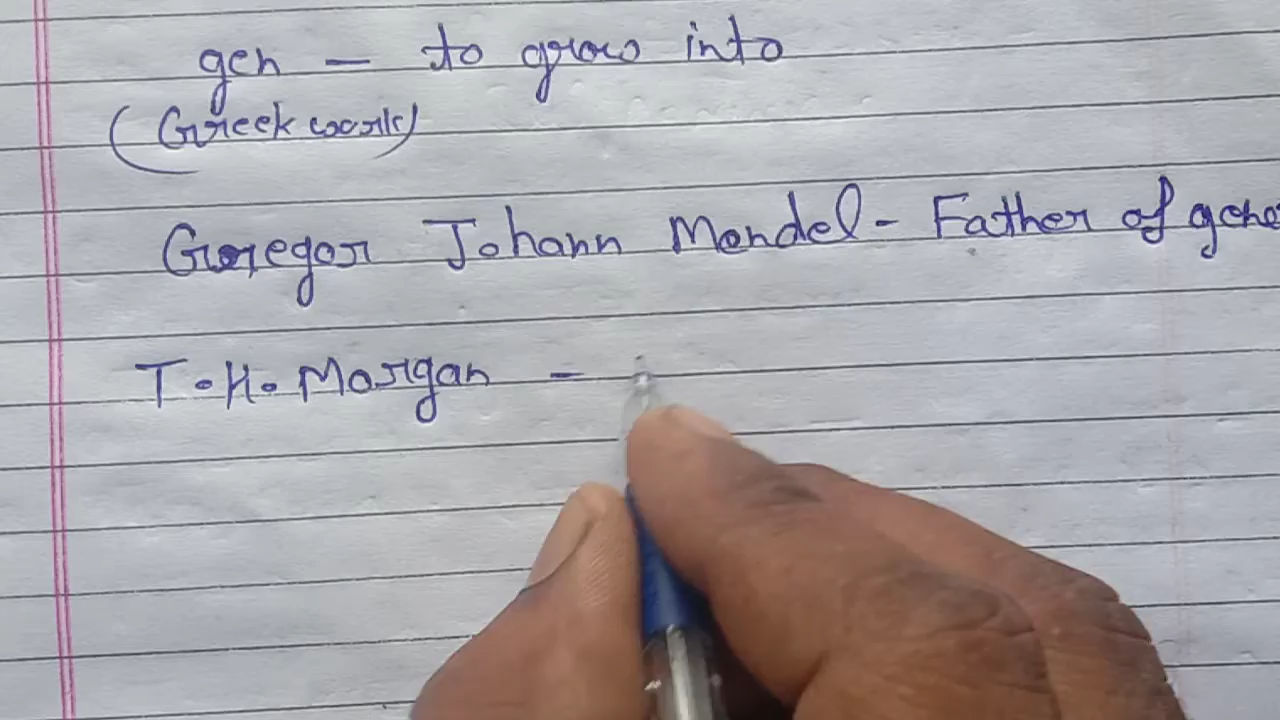 gen - to grow into
(Greek work)
Gregor Johann Mendel - Father of gene
T.H. Morgan -